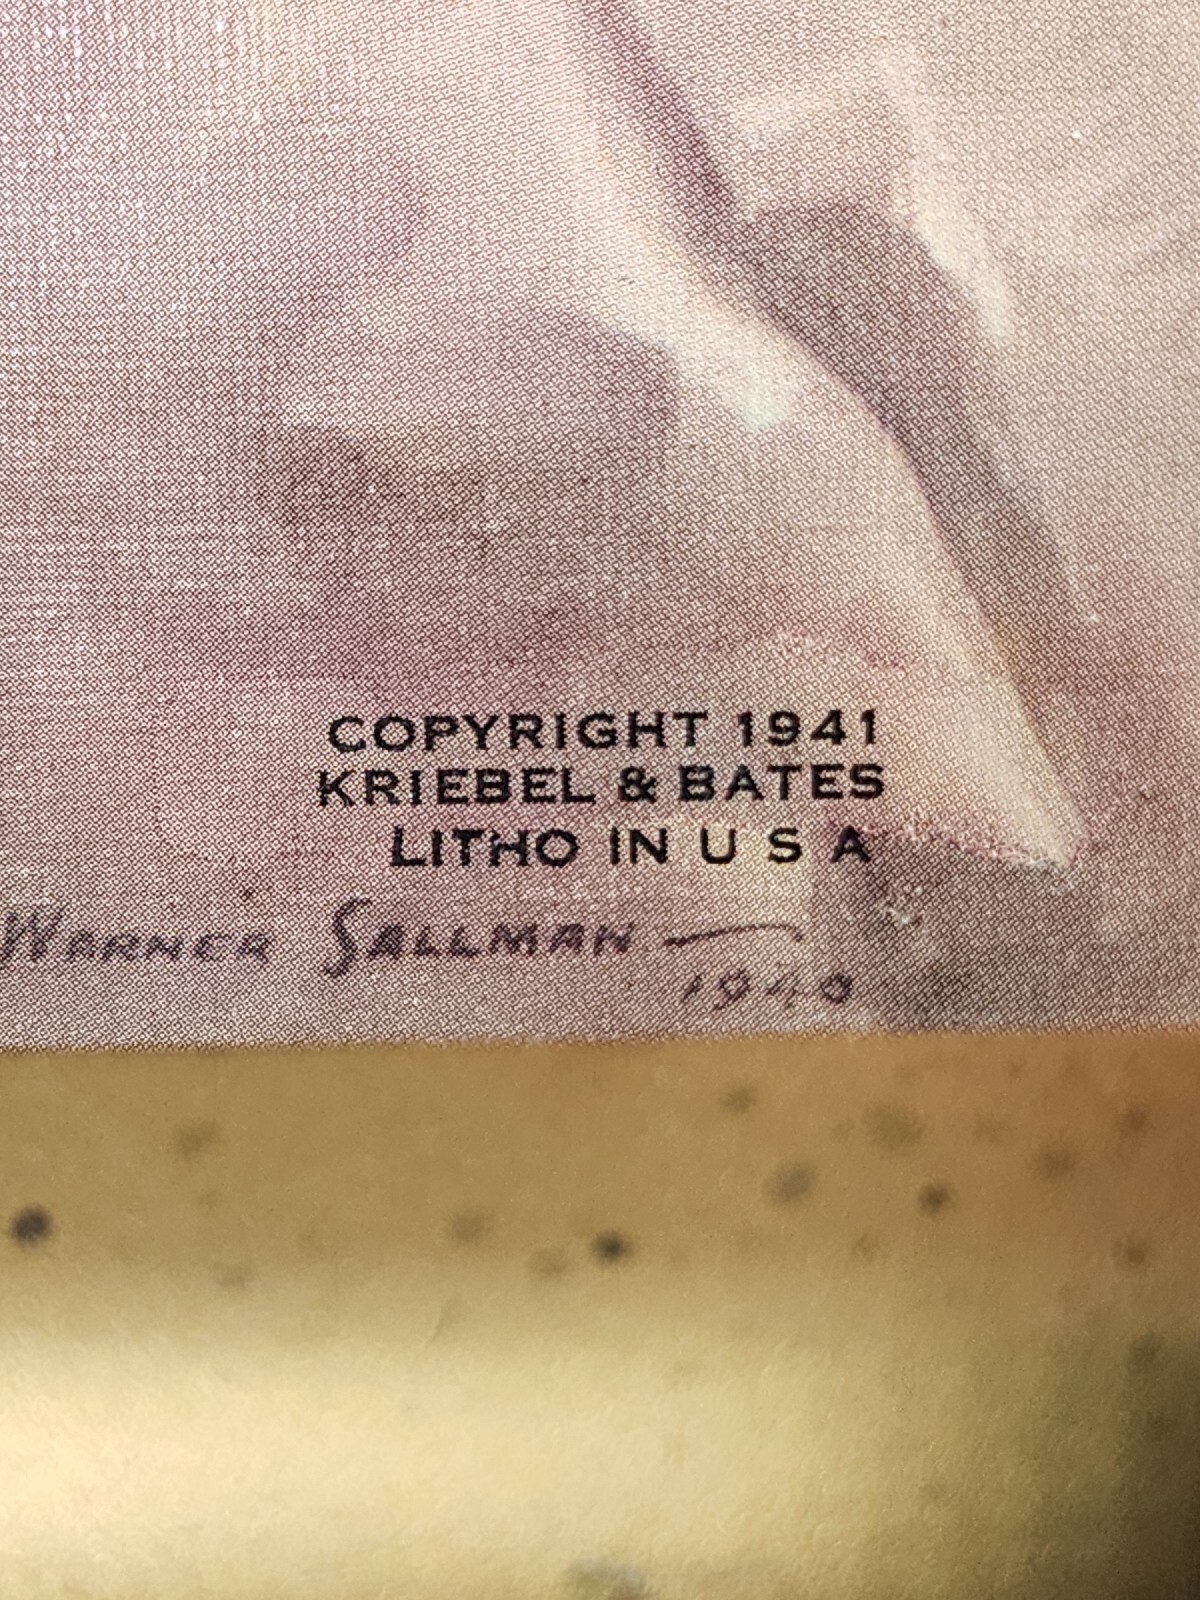 COPYRIGHT 1941
KRIEBEL & BATES
LITHO IN U S A
WARNER SALLMAN
1940